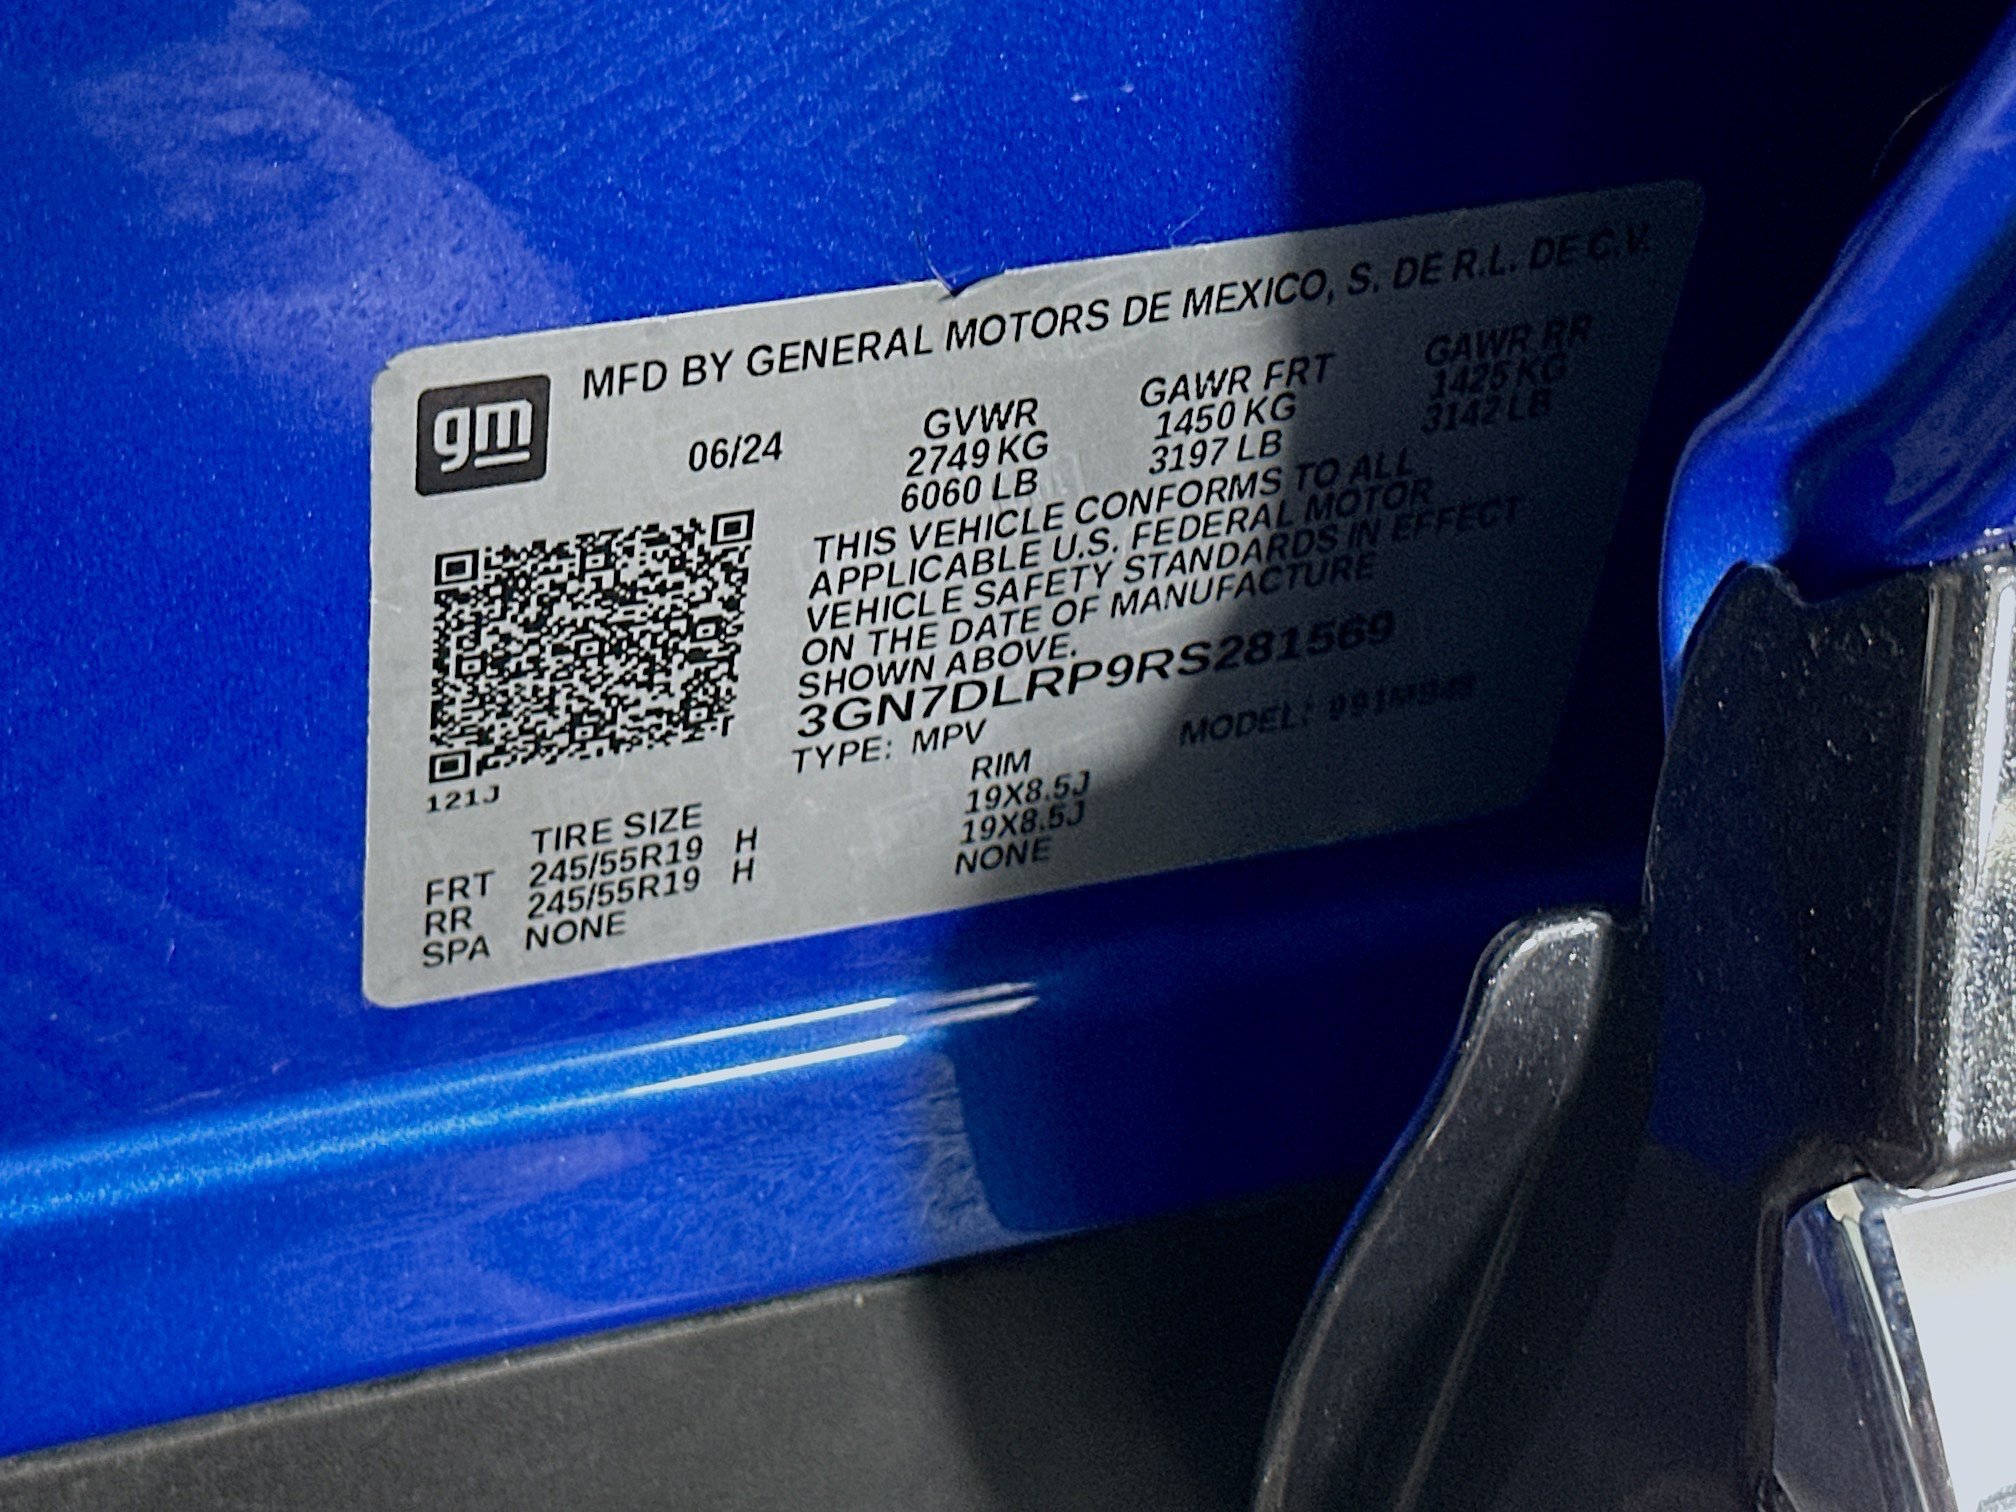 gm
MFD BY GENERAL MOTORS DE MEXICO, S. DE R.L. DE C.V.
06/24
GVWR GAWR FRT GAWR RR
2749 KG 1450 KG 1425 KG
6060 LB 3197 LB 3142 LB
THIS VEHICLE CONFORMS TO ALL
APPLICABLE U.S. FEDERAL MOTOR
VEHICLE SAFETY STANDARDS IN EFFECT
ON THE DATE OF MANUFACTURE
SHOWN ABOVE.
3GN7DLRP9RS281569
TYPE: MPV MODEL:
121J
TIRE SIZE RIM
FRT 245/55R19 H 19X8.5J
RR 245/55R19 H 19X8.5J
SPA NONE NONE